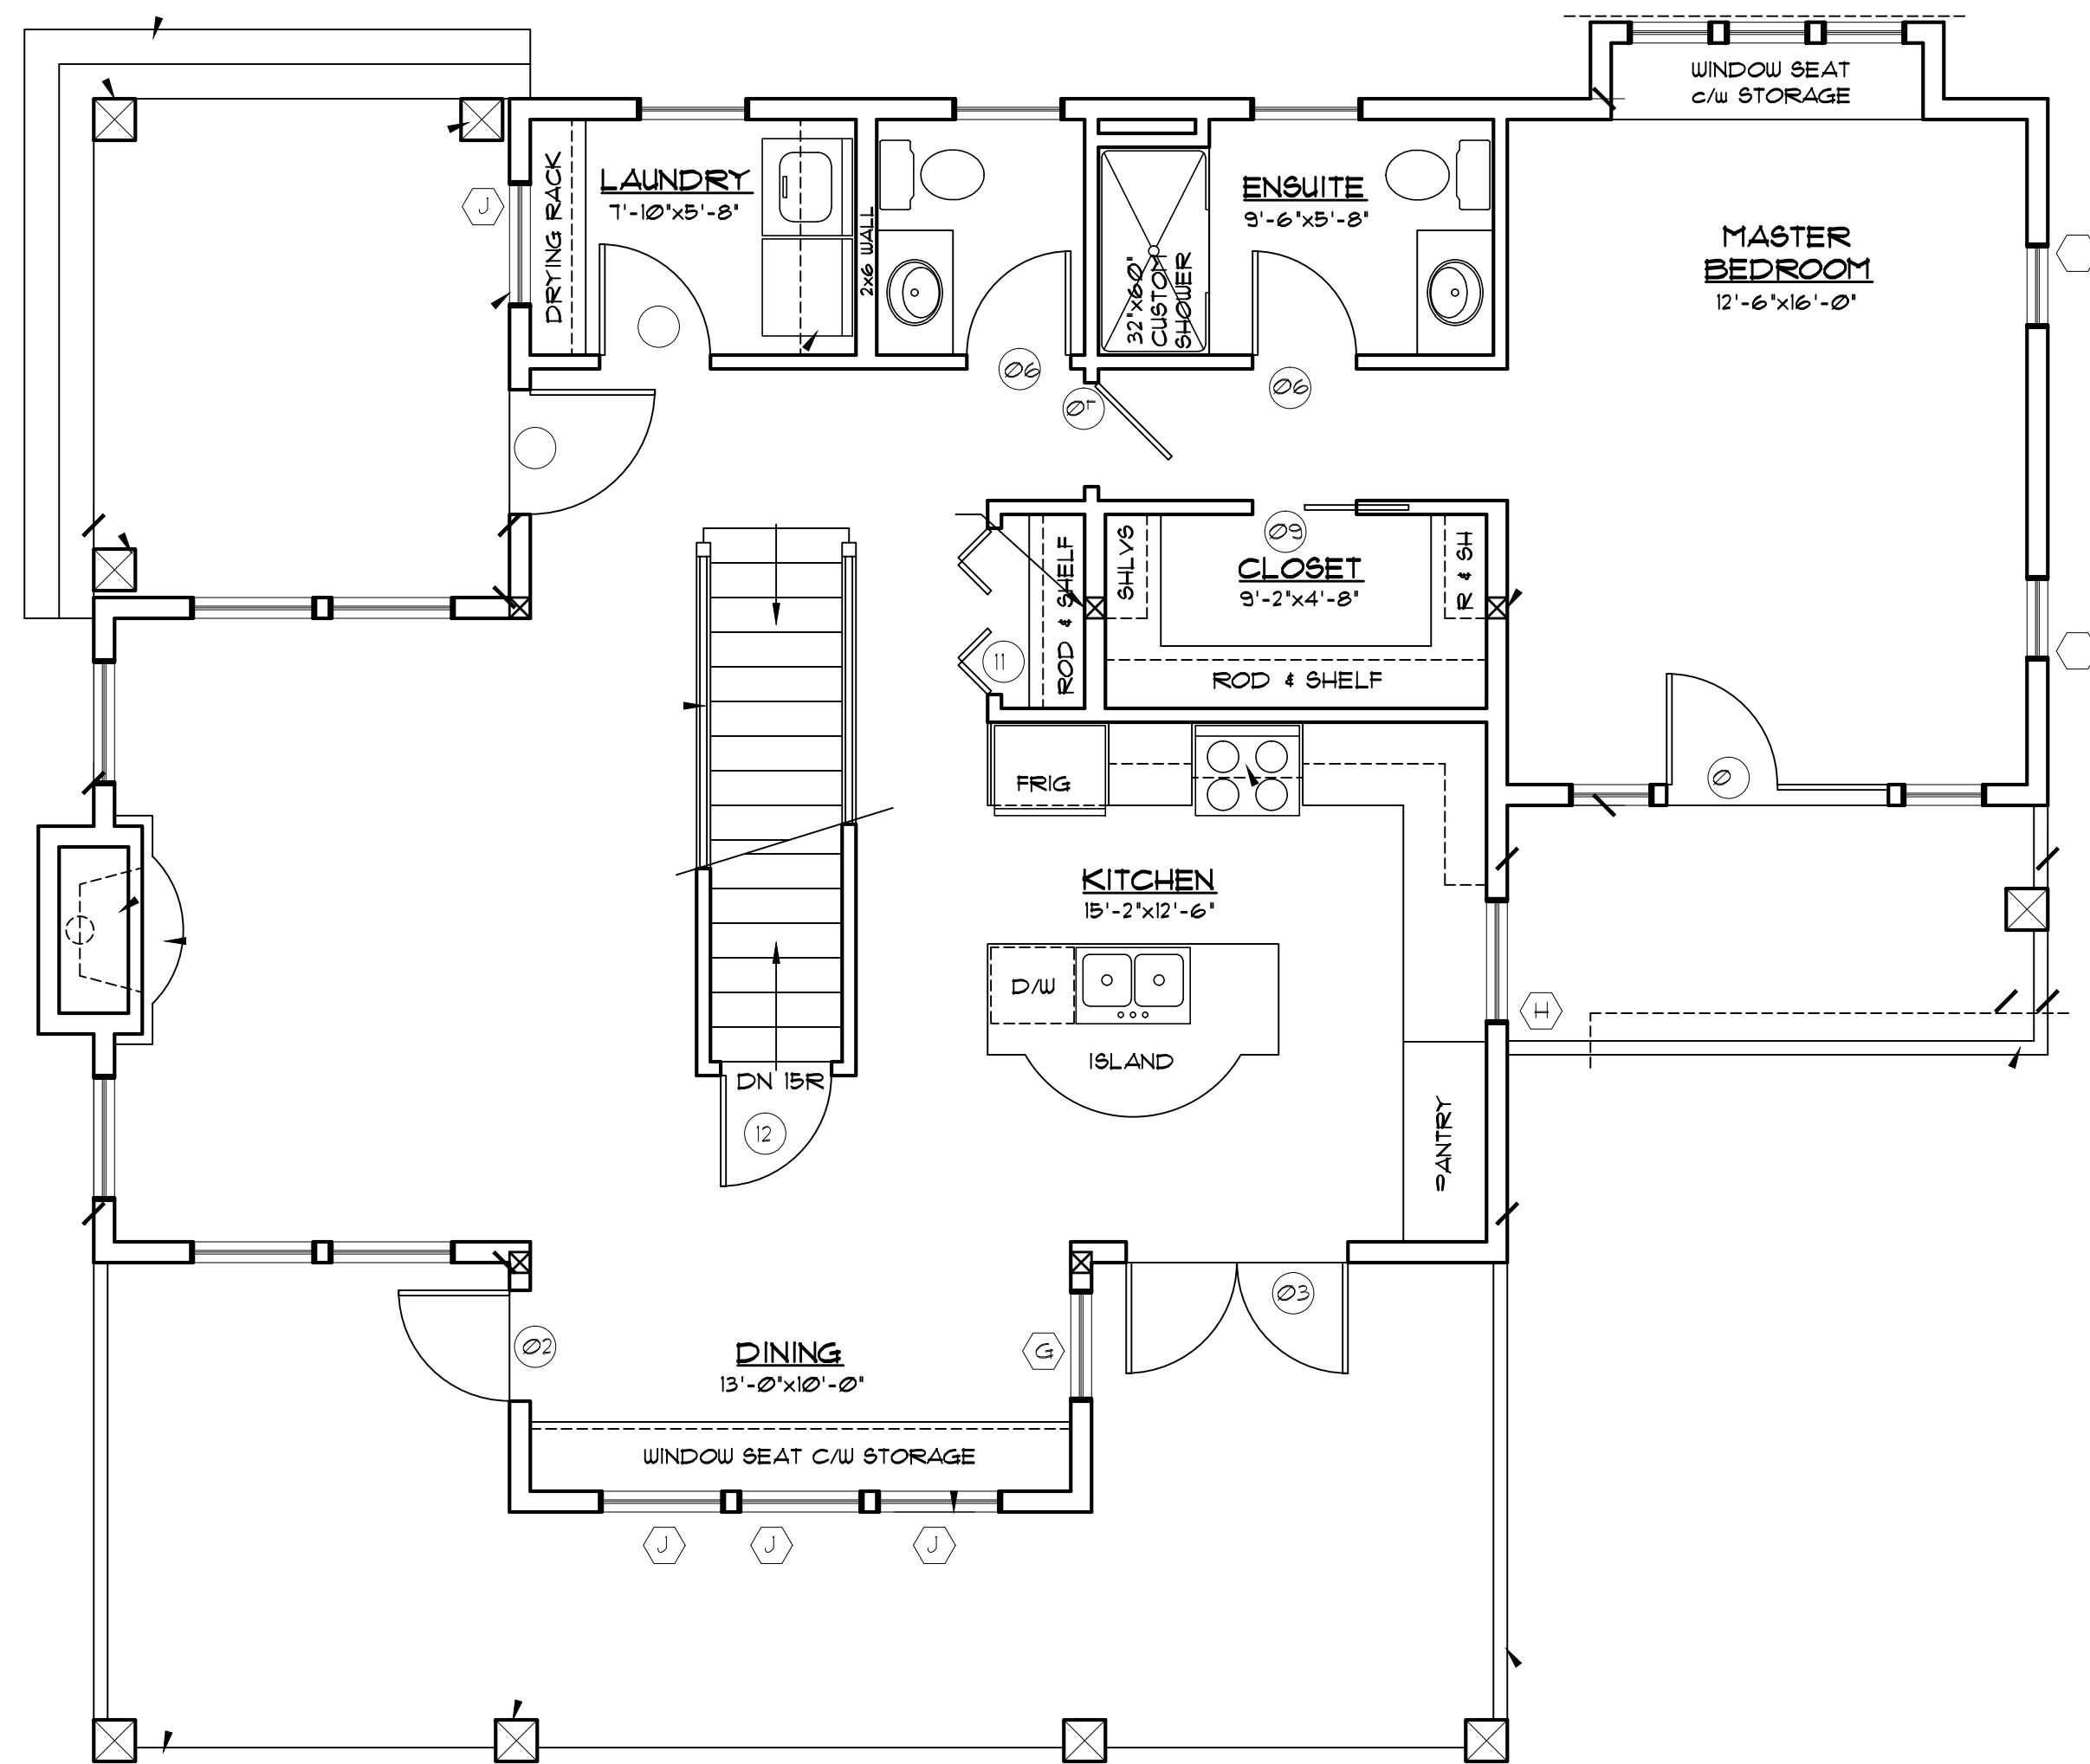 WINDOW SEAT
c/w STORAGE
DRYING RACK
LAUNDRY
7'-10"x5'-8"
2x6 WALL
J
32"x60"
CUSTOM
SHOWER
ENSUITE
9'-6"x5'-8"
MASTER
BEDROOM
12'-6"x16'-0"
06
06
09
ROD & SHELF
SHLVS
CLOSET
9'-2"x4'-8"
R & SH
11
ROD & SHELF
FRIG
0
KITCHEN
15'-2"x12'-6"
D/W
H
ISLAND
DN 15R
12
03
02
DINING
13'-0"x10'-0"
G
WINDOW SEAT C/W STORAGE
J
J
J